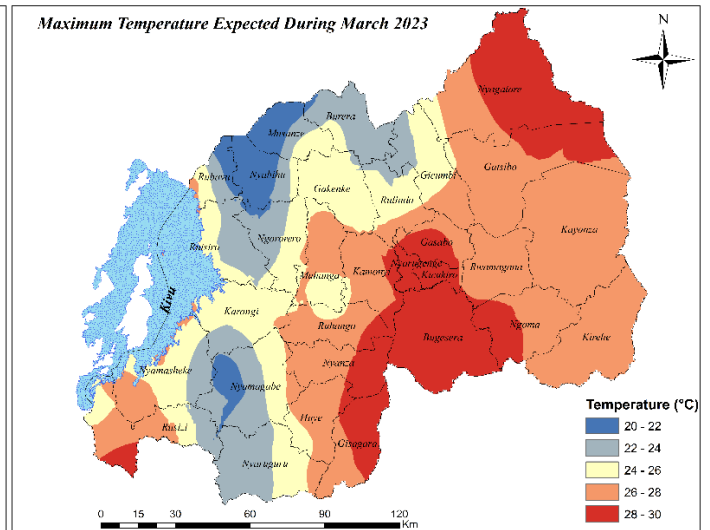 Maximum Temperature Expected During March 2023
N
Nyagatare
Burera
Musanze
Rubavu
Nyabihu
Gakenke
Gicumbi
Gatsibo
Rulindo
Kayonza
Rutsiro
Ngororero
Gasabo
Nyarugenge
Kicukiro
Rwamagana
Muhanga
Kamonyi
Kivu
Karongi
Ruhango
Bugesera
Ngoma
Kirehe
Nyamasheke
Nyamagabe
Nyanza
Huye
Rusizi
Gisagara
Nyaruguru
Temperature (°C)
20 - 22
22 - 24
24 - 26
26 - 28
28 - 30
0 15 30 60 90 120
Km